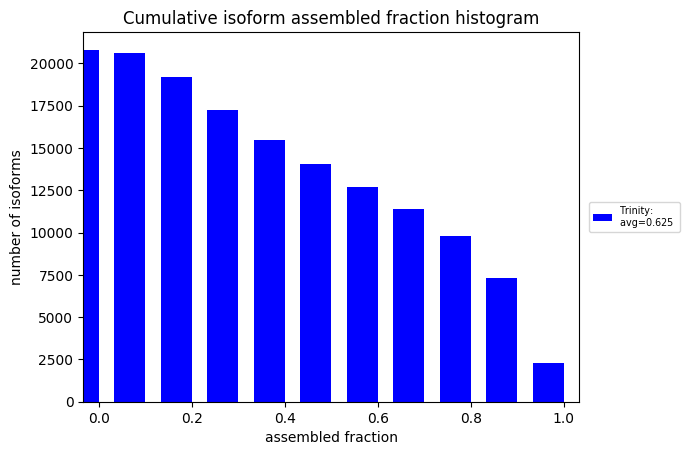 Cumulative isoform assembled fraction histogram
number of isoforms
20000
17500
15000
12500
10000
7500
5000
2500
0
0.0 0.2 0.4 0.6 0.8 1.0
assembled fraction
Trinity:
avg=0.625